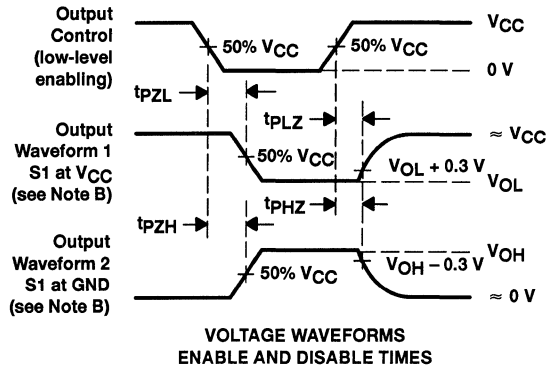 Output
Control
(low-level
enabling)
50% VCC
50% VCC
VCC
0 V
tPZL
tPLZ
Output
Waveform 1
S1 at VCC
(see Note B)
50% VCC
≈ VCC
VOL + 0.3 V
VOL
tPZH
tPHZ
Output
Waveform 2
S1 at GND
(see Note B)
50% VCC
VOH
VOH – 0.3 V
≈ 0 V
VOLTAGE WAVEFORMS
ENABLE AND DISABLE TIMES